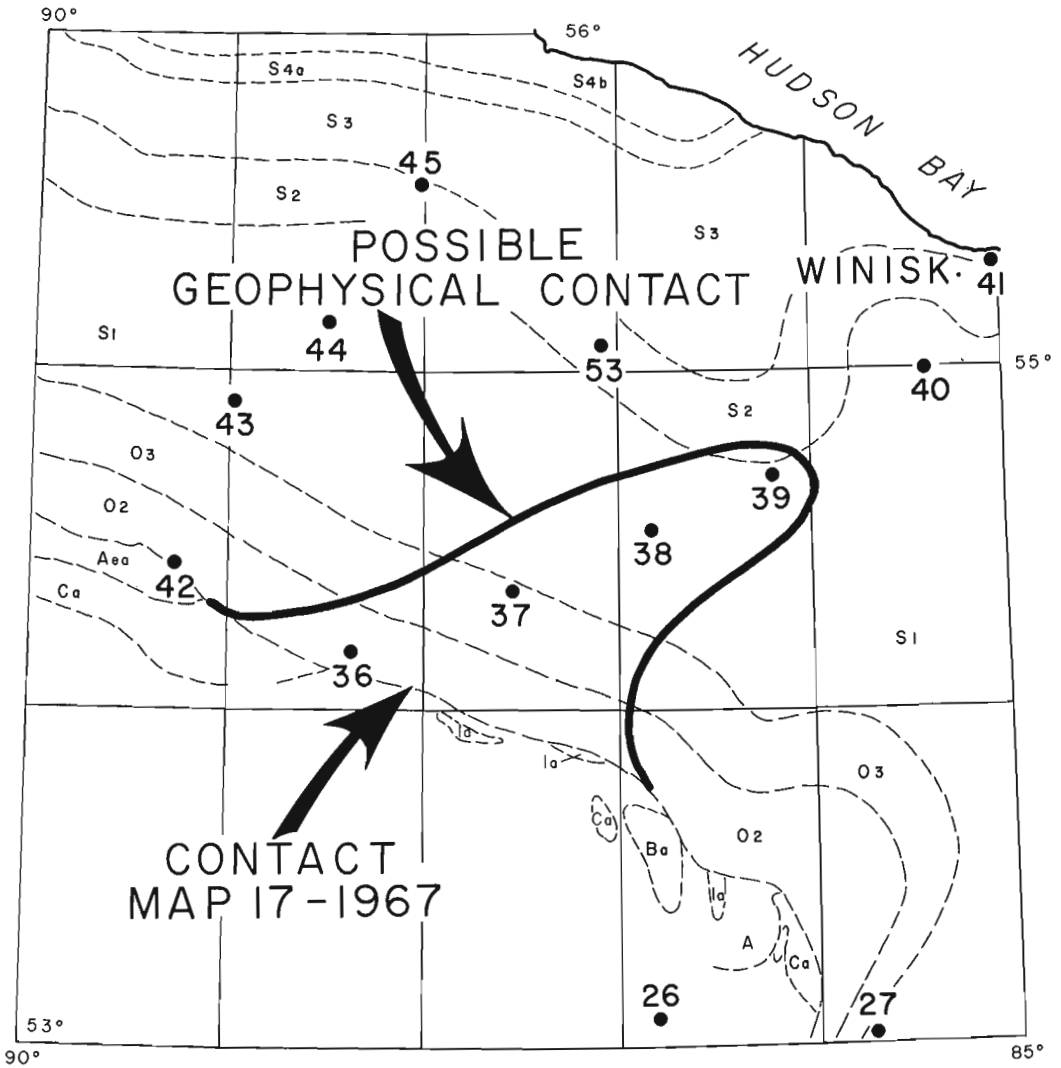 90°
56°
HUDSON BAY
S4a
S4b
S3
45
S2
S3
POSSIBLE
GEOPHYSICAL CONTACT
WINISK.
41
S1
44
53
55°
40
43
S2
O3
39
O2
38
Aea
42
Ca
37
S1
36
Ia
Ia
O3
Ca
O2
Ba
CONTACT
MAP 17-1967
Ia
A
Ca
26
27
53°
90°
85°